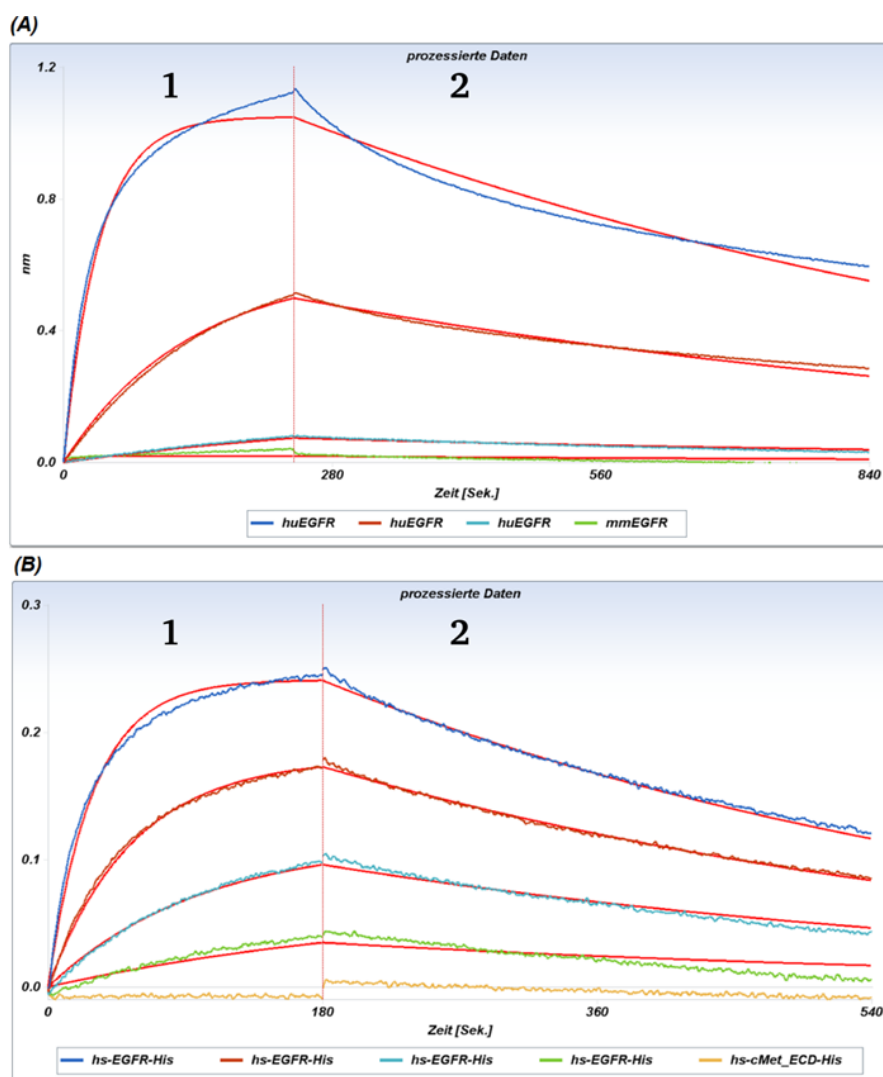 (A)
prozessierte Daten
1.2
1
2
0.8
nm
0.4
0.0
0
280
560
840
Zeit [Sek.]
huEGFR huEGFR huEGFR mmEGFR
(B)
prozessierte Daten
0.3
1
2
0.2
0.1
0.0
0
180
360
540
Zeit [Sek.]
hs-EGFR-His hs-EGFR-His hs-EGFR-His hs-EGFR-His hs-cMet_ECD-His